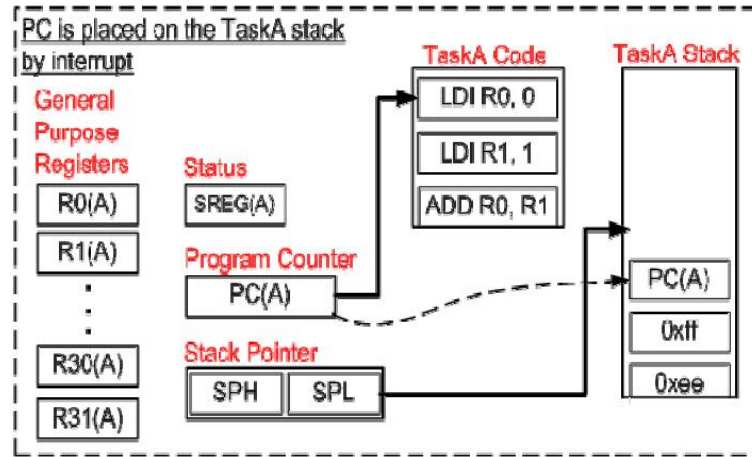 PC is placed on the TaskA stack
by interrupt
General
Purpose
Registers
R0(A)
R1(A)
R30(A)
R31(A)
Status
SREG(A)
Program Counter
PC(A)
Stack Pointer
SPH SPL
TaskA Code
LDI R0, 0
LDI R1, 1
ADD R0, R1
TaskA Stack
PC(A)
0xff
0xee